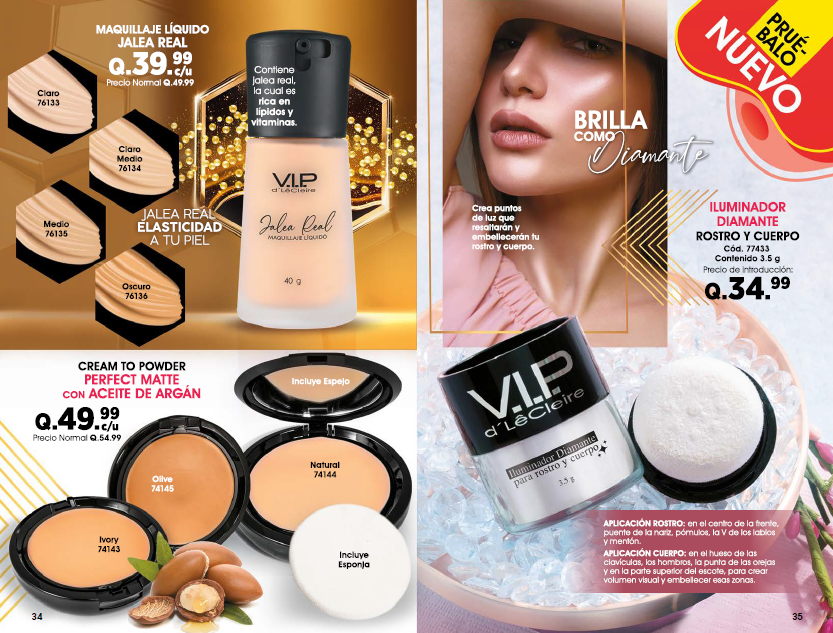 MAQUILLAJE LÍQUIDO
JALEA REAL
Q.39.99 c/u
Precio Normal Q.49.99
Claro
76133
Claro
Medio
76134
Medio
76135
Oscuro
76136
JALEA REAL
ELASTICIDAD
A TU PIEL
Contiene
jalea real,
la cual es
rica en
lípidos y
vitaminas.
V.I.P
d'LêCleire
Jalea Real
MAQUILLAJE LÍQUIDO
40 g
CREAM TO POWDER
PERFECT MATTE
CON ACEITE DE ARGÁN
Q.49.99 c/u
Precio Normal Q.54.99
Incluye Espejo
Natural
74144
Olive
74145
Ivory
74143
Incluye
Esponja
34
PRUÉ-
BALO
NUEVO
BRILLA
COMO
Diamante
Crea puntos
de luz que
resaltarán y
embellecerán tu
rostro y cuerpo.
ILUMINADOR
DIAMANTE
ROSTRO Y CUERPO
Cód. 77433
Contenido 3.5 g
Precio de introducción:
Q.34.99
V.I.P
d'LêCleire
Iluminador Diamante
para rostro y cuerpo
3.5 g
APLICACIÓN ROSTRO: en el centro de la frente,
puente de la nariz, pómulos, la V de los labios
y mentón.
APLICACIÓN CUERPO: en el hueso de las
clavículas, los hombros, la punta de las orejas
y en la parte superior del escote, para crear
volumen visual y embellecer esas zonas.
35